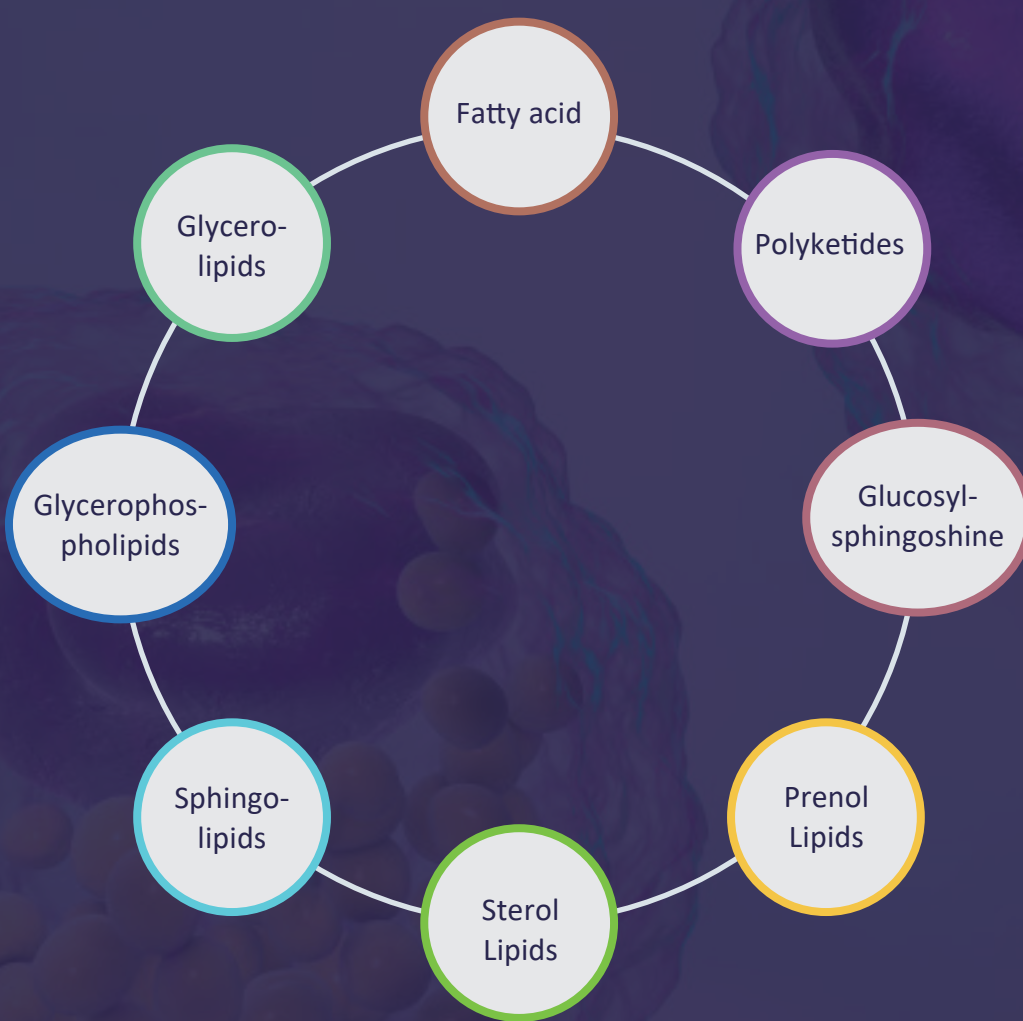 Fatty acid
Polyketides
Glucosyl-
sphingoshine
Prenol
Lipids
Sterol
Lipids
Sphingo-
lipids
Glycerophos-
pholipids
Glycero-
lipids